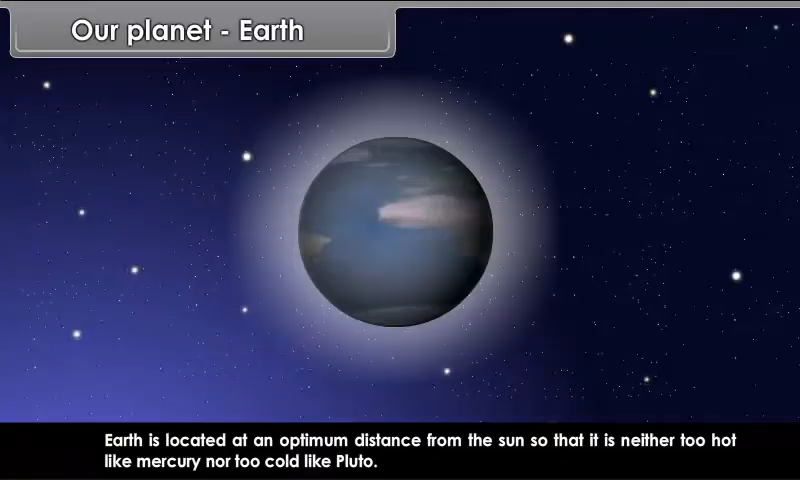 Our planet - Earth
Earth is located at an optimum distance from the sun so that it is neither too hot
like mercury nor too cold like Pluto.